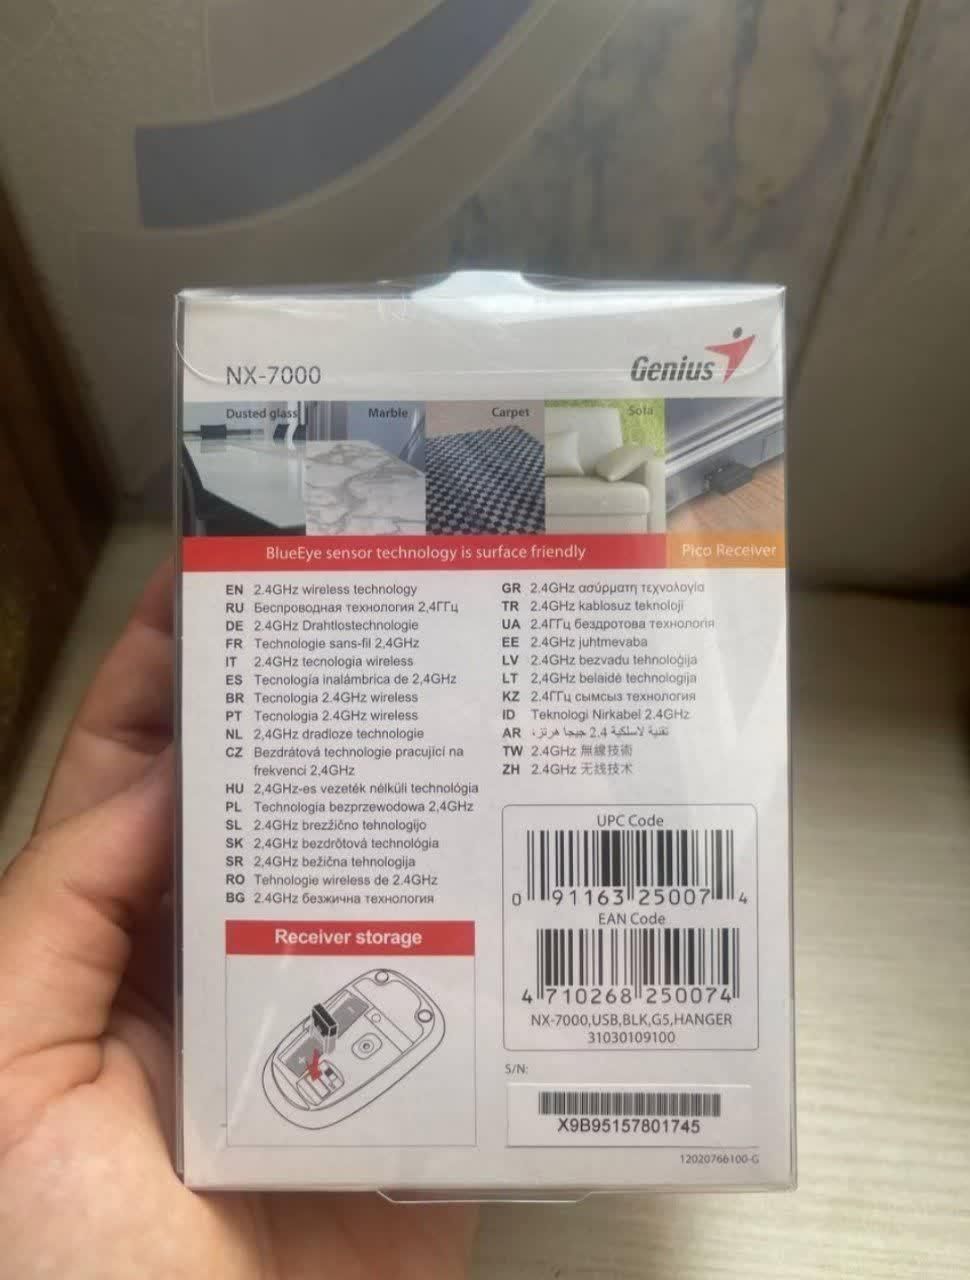 NX-7000
Genius
Dusted glass
Marble
Carpet
Sofa
BlueEye sensor technology is surface friendly
Pico Receiver
EN 2.4GHz wireless technology
RU Беспроводная технология 2,4ГГц
DE 2.4GHz Drahtlostechnologie
FR Technologie sans-fil 2,4GHz
IT 2.4GHz tecnologia wireless
ES Tecnología inalámbrica de 2,4GHz
BR Tecnologia 2.4GHz wireless
PT Tecnologia 2.4GHz wireless
NL 2,4GHz dradloze technologie
CZ Bezdrátová technologie pracující na
frekvenci 2,4GHz
HU 2,4GHz-es vezeték nélküli technológia
PL Technologia bezprzewodowa 2,4GHz
SL 2.4GHz brezžično tehnologijo
SK 2,4GHz bezdrôtová technológia
SR 2,4GHz bežična tehnologija
RO Tehnologie wireless de 2.4GHz
BG 2.4GHz безжична технология
GR 2.4GHz ασύρματη τεχνολογία
TR 2.4GHz kablosuz teknoloji
UA 2.4ГГц бездротова технологія
EE 2.4GHz juhtmevaba
LV 2.4GHz bezvadu tehnoloģija
LT 2,4GHz belaidė technologija
KZ 2.4ГГц сымсыз технология
ID Teknologi Nirkabel 2.4GHz
AR تقنية لاسلكية 2.4 جيجا هرتز،
TW 2.4GHz 無線技術
ZH 2.4GHz 无线技术
Receiver storage
UPC Code
0 91163 25007 4
EAN Code
4 710268 250074
NX-7000,USB,BLK,G5,HANGER
31030109100
S/N:
X9B95157801745
12020766100-G